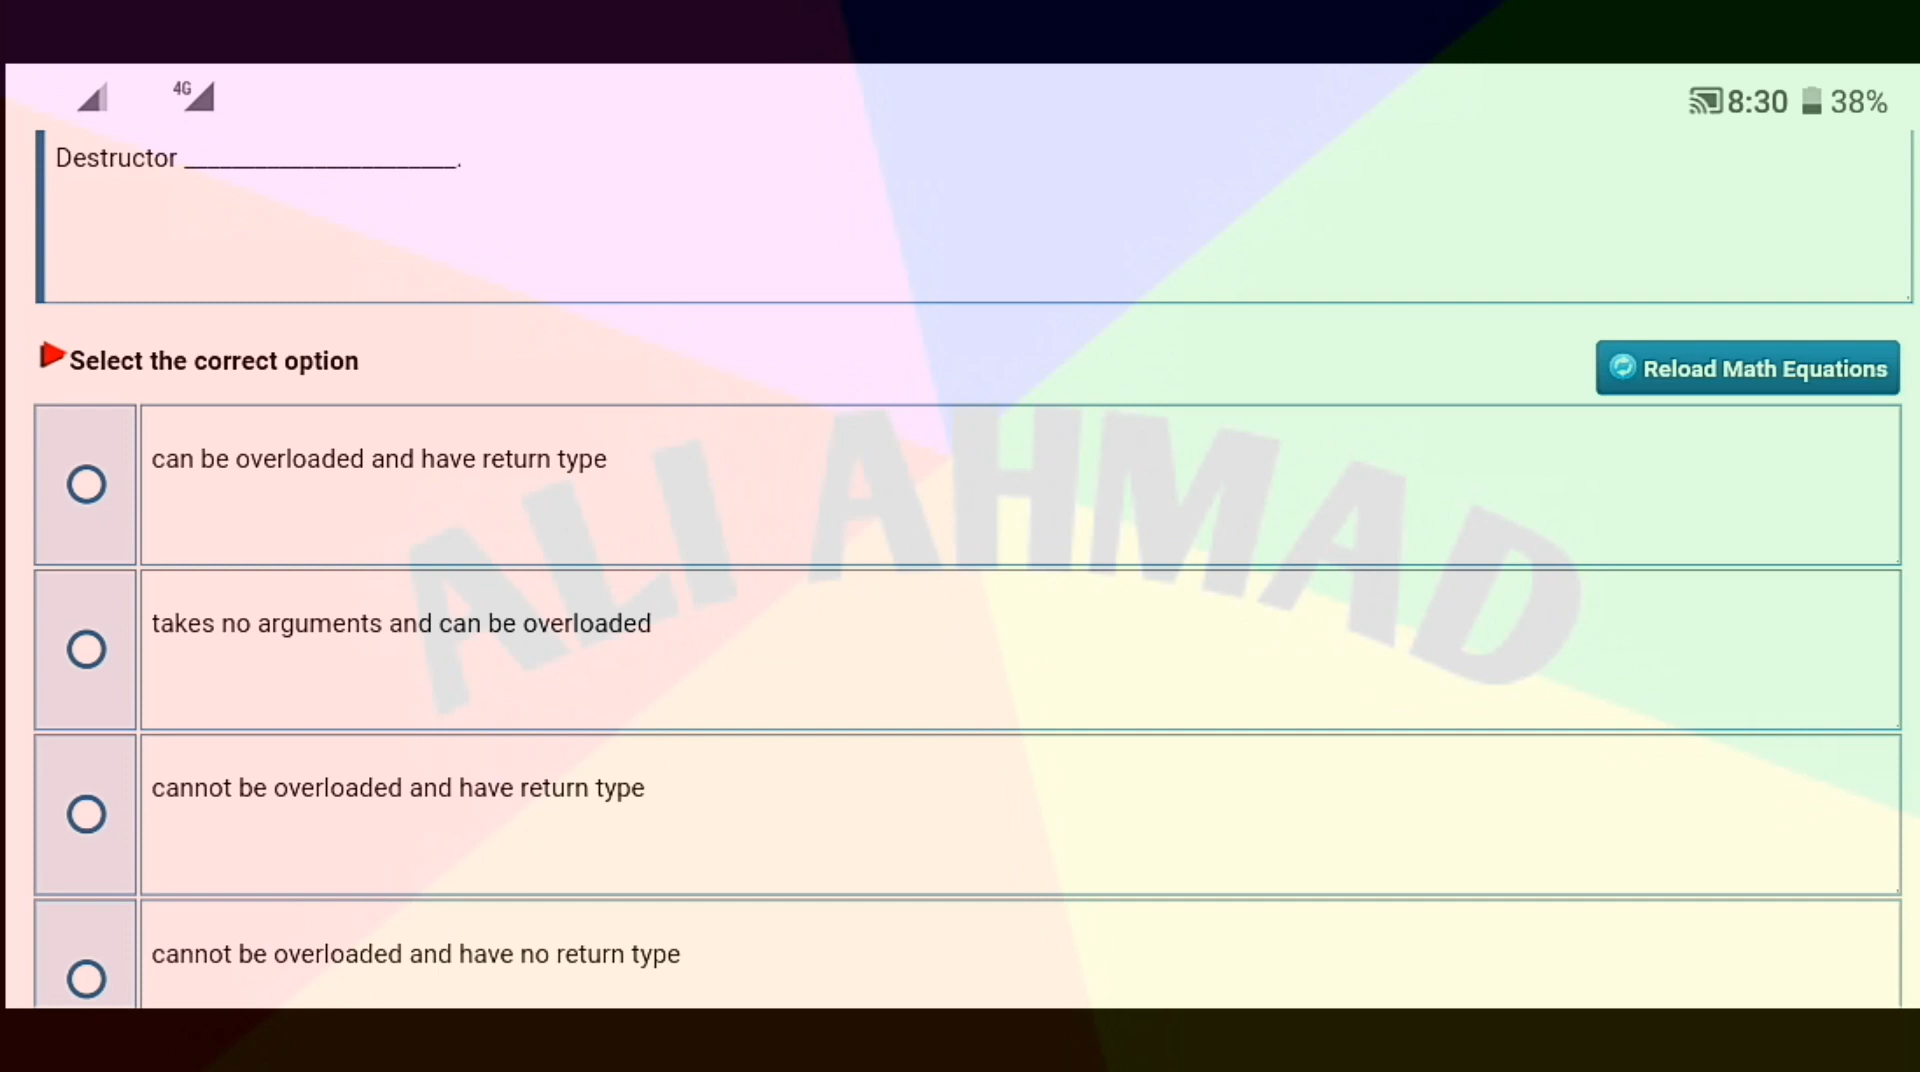 4G
8:30 38%
Destructor ______________________.
Select the correct option
Reload Math Equations
can be overloaded and have return type
takes no arguments and can be overloaded
cannot be overloaded and have return type
cannot be overloaded and have no return type
ALI AHMAD